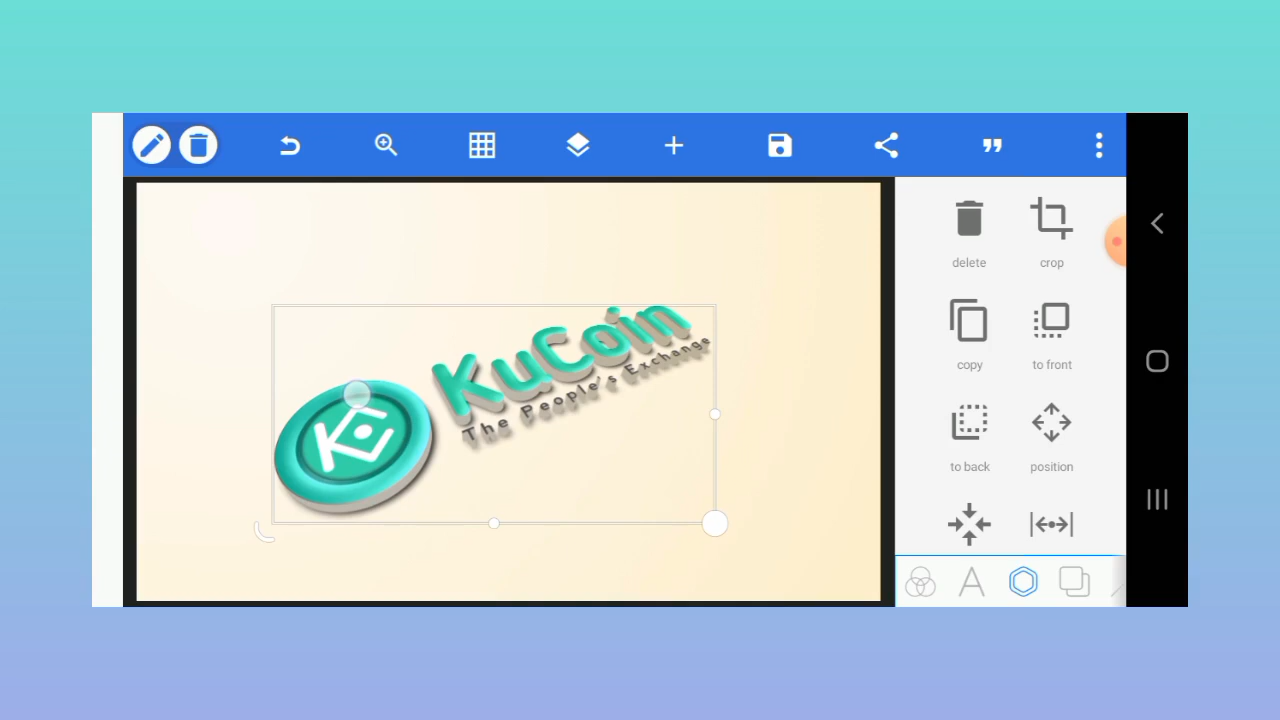 KuCoin
The People's Exchange
delete
crop
copy
to front
to back
position